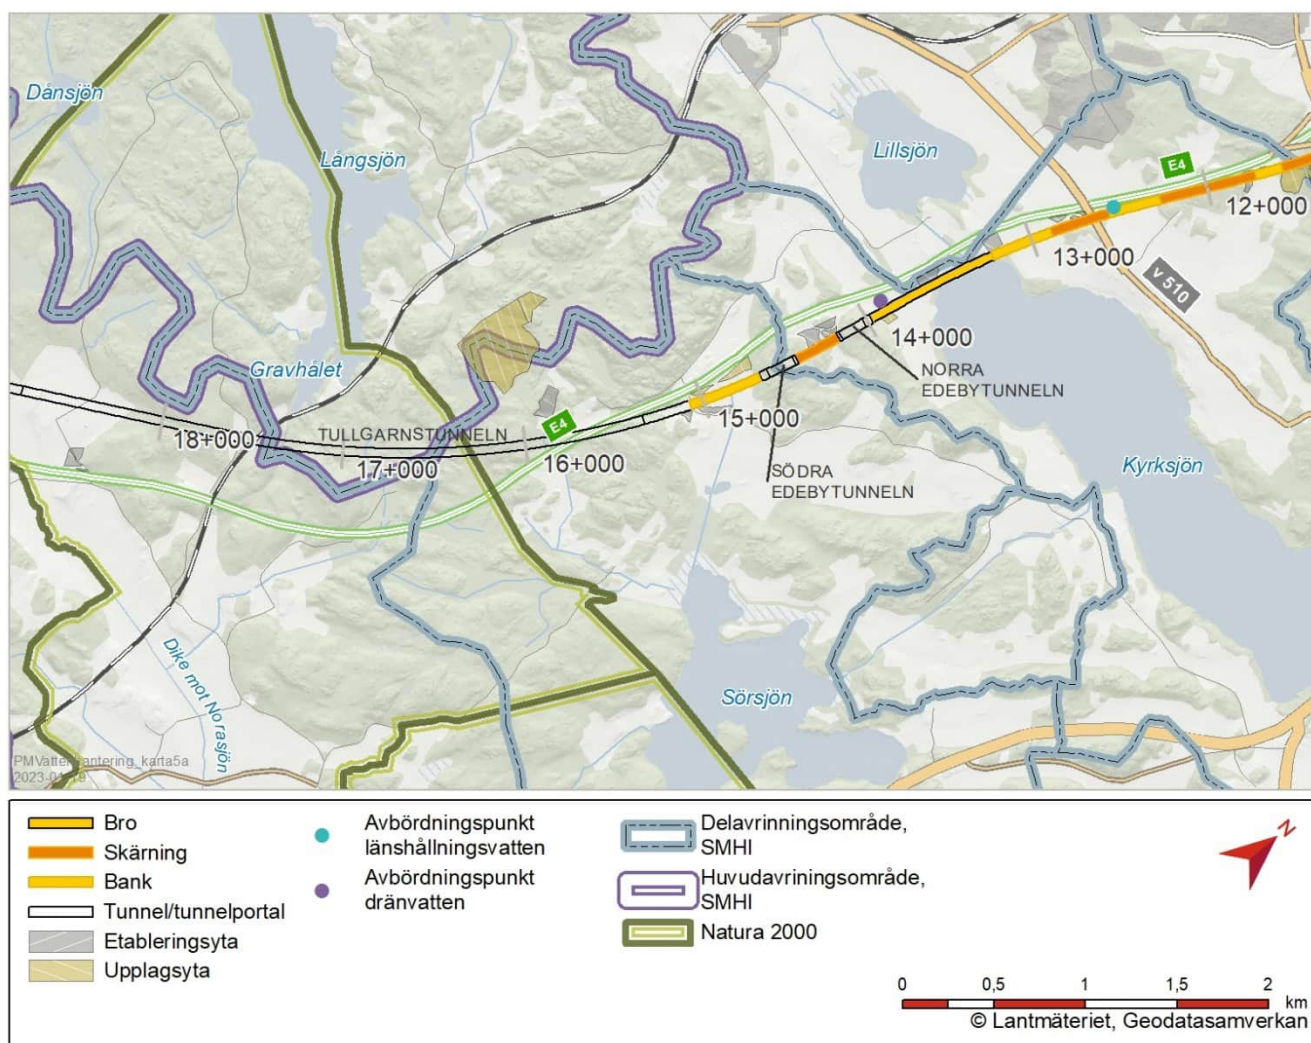 Dånsjön
Långsjön
Lillsjön
E4
12+000
13+000
v 510
14+000
NORRA
EDEBYTUNNELN
Gravhålet
15+000
SÖDRA
EDEBYTUNNELN
Kyrksjön
18+000
TULLGARNSTUNNELN
17+000
E4
16+000
Sörsjön
Dike mot Norasjön
karta5a
Bro
Skärning
Bank
Tunnel/tunnelportal
Etableringsyta
Upplagsyta
Avbördningspunkt
länshållningsvatten
Avbördningspunkt
dränvatten
Delavrinningsområde,
SMHI
Huvudavriningsområde,
SMHI
Natura 2000
N
0 0,5 1 1,5 2
km
© Lantmäteriet, Geodatasamverkan